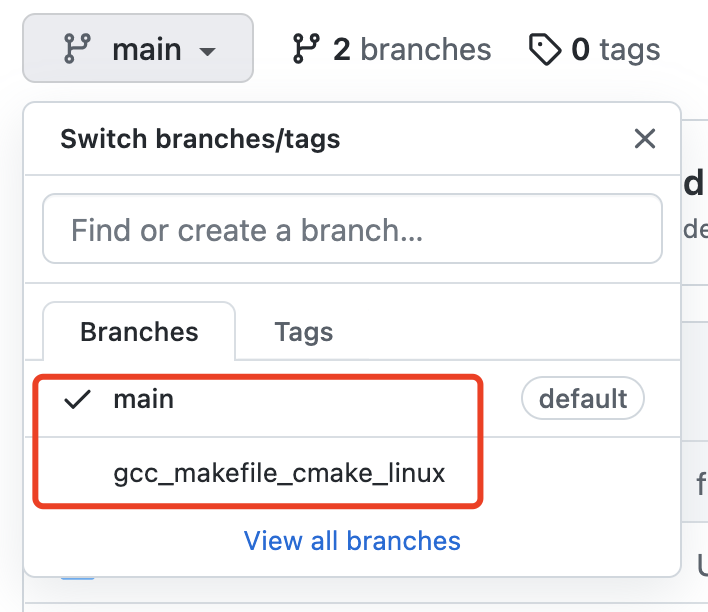 main 2 branches 0 tags
Switch branches/tags
Find or create a branch...
Branches Tags
main default
gcc_makefile_cmake_linux
View all branches